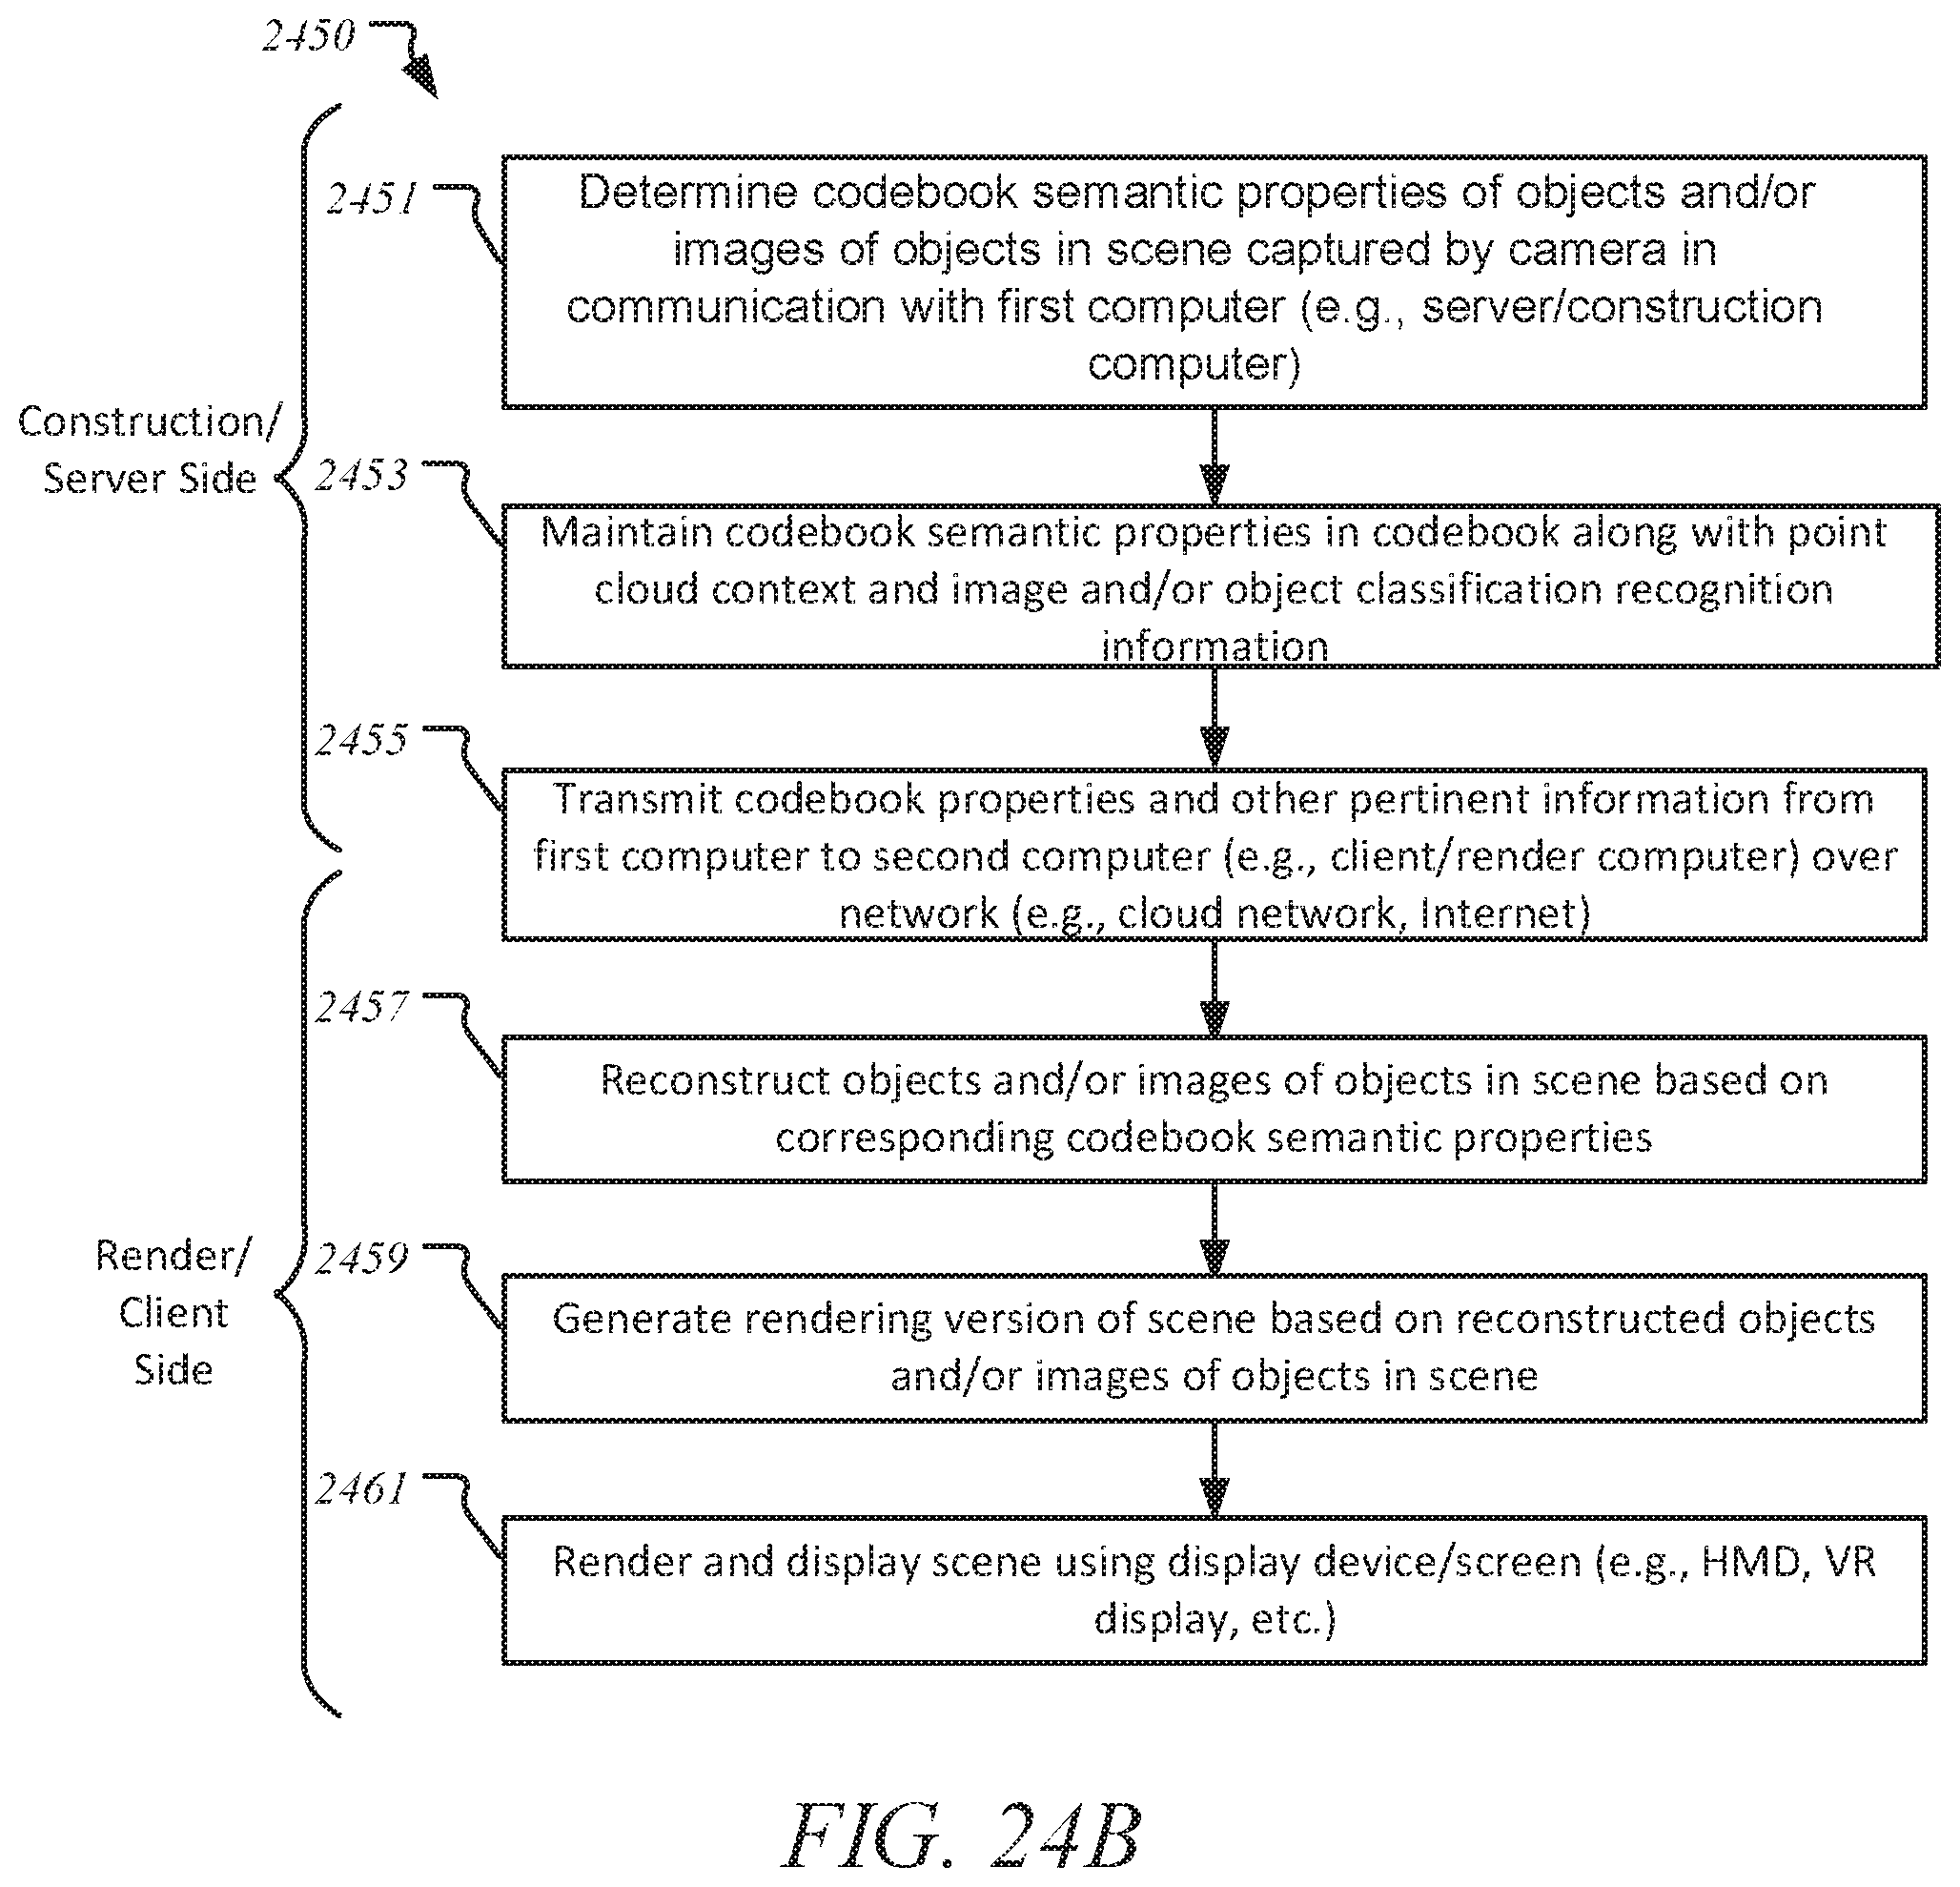 2450
2451
Determine codebook semantic properties of objects and/or
images of objects in scene captured by camera in
communication with first computer (e.g., server/construction
computer)
Construction/
Server Side
2453
Maintain codebook semantic properties in codebook along with point
cloud context and image and/or object classification recognition
information
2455
Transmit codebook properties and other pertinent information from
first computer to second computer (e.g., client/render computer) over
network (e.g., cloud network, Internet)
2457
Reconstruct objects and/or images of objects in scene based on
corresponding codebook semantic properties
Render/
Client
Side
2459
Generate rendering version of scene based on reconstructed objects
and/or images of objects in scene
2461
Render and display scene using display device/screen (e.g., HMD, VR
display, etc.)
FIG. 24B